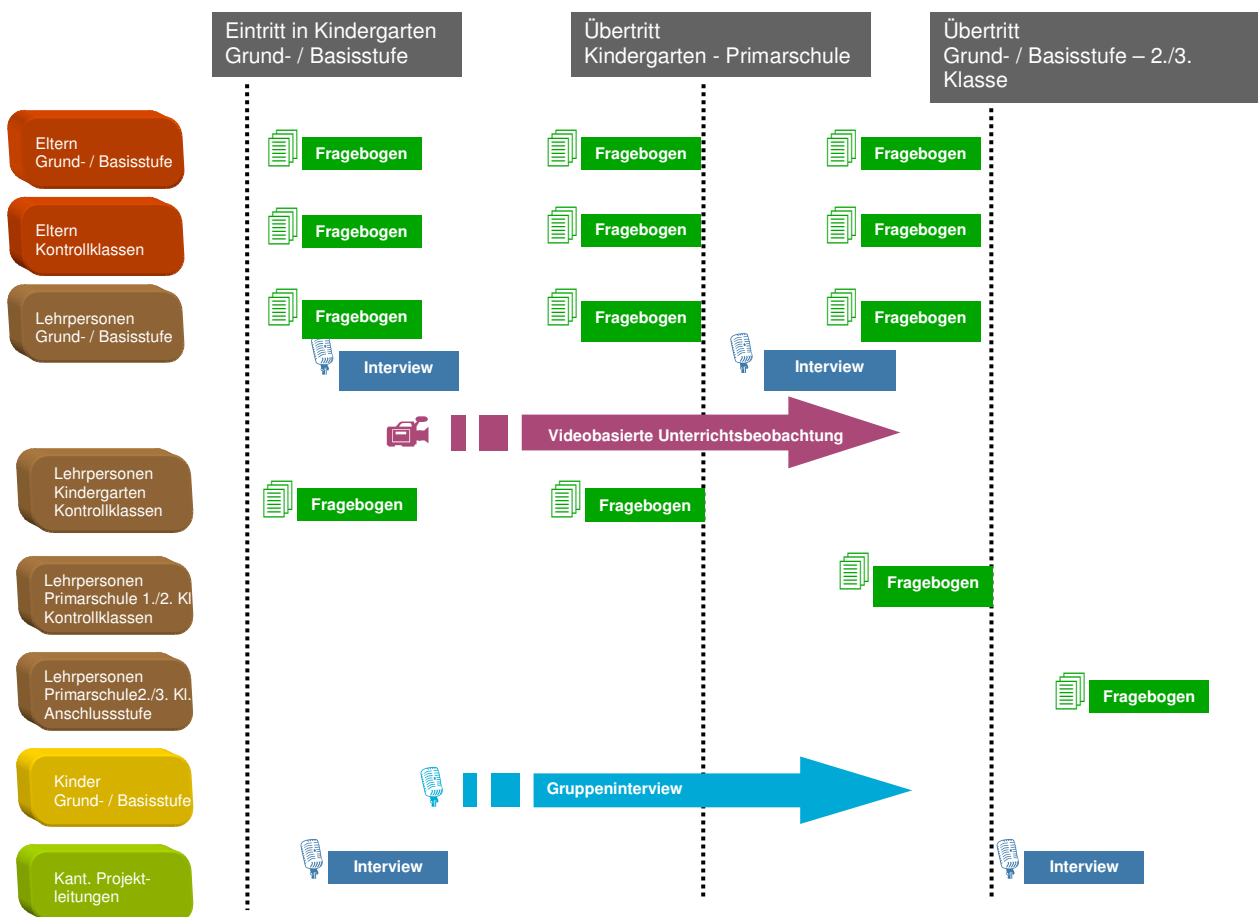 Eintritt in Kindergarten
Grund- / Basisstufe
Übertritt
Kindergarten - Primarschule
Übertritt
Grund- / Basisstufe – 2./3.
Klasse
Eltern
Grund- / Basisstufe
Fragebogen
Fragebogen
Fragebogen
Eltern
Kontrollklassen
Fragebogen
Fragebogen
Fragebogen
Lehrpersonen
Grund- / Basisstufe
Fragebogen
Fragebogen
Fragebogen
Interview
Interview
Videobasierte Unterrichtsbeobachtung
Lehrpersonen
Kindergarten
Kontrollklassen
Fragebogen
Fragebogen
Lehrpersonen
Primarschule 1./2. Kl
Kontrollklassen
Fragebogen
Lehrpersonen
Primarschule2./3. Kl.
Anschlussstufe
Fragebogen
Kinder
Grund- / Basisstufe
Gruppeninterview
Kant. Projekt-
leitungen
Interview
Interview